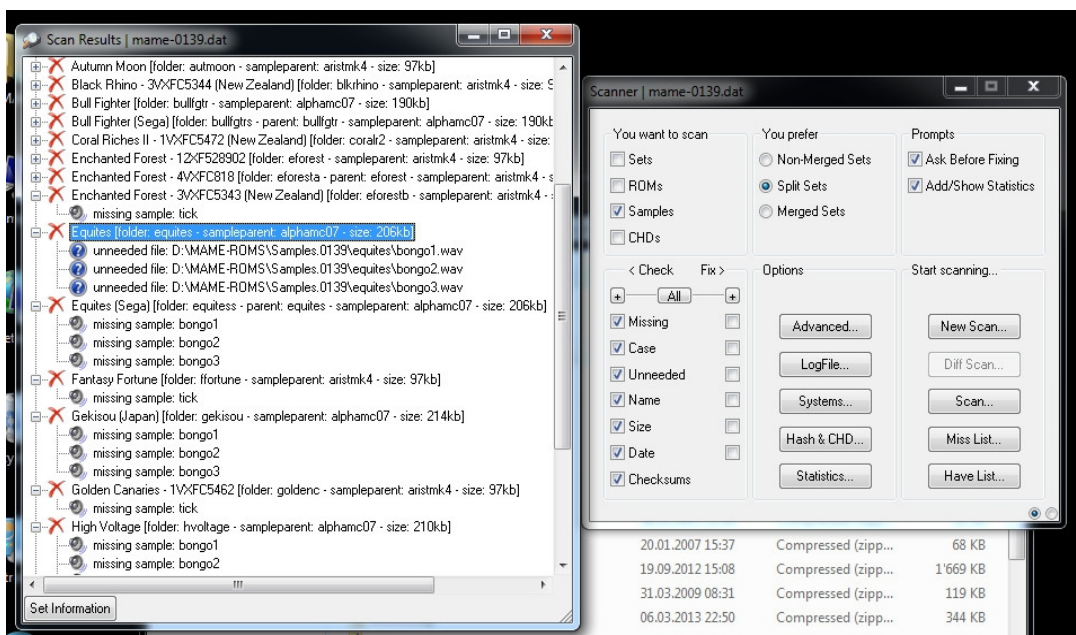 Scan Results | mame-0139.dat
Autumn Moon [folder: autmoon - sampleparent: aristmk4 - size: 97kb]
Black Rhino - 3VXFC5344 (New Zealand) [folder: blkrhino - sampleparent: aristmk4 - size:
Bull Fighter [folder: bullfgtr - sampleparent: alphamc07 - size: 190kb]
Bull Fighter (Sega) [folder: bullfgtrs - parent: bullfgtr - sampleparent: alphamc07 - size: 190kb
Coral Riches II - 1VXFC5472 (New Zealand) [folder: coralr2 - sampleparent: aristmk4 - size:
Enchanted Forest - 12XF528902 [folder: eforest - sampleparent: aristmk4 - size: 97kb]
Enchanted Forest - 4VXFC818 [folder: eforesta - parent: eforest - sampleparent: aristmk4 - s
Enchanted Forest - 3VXFC5343 (New Zealand) [folder: eforestb - sampleparent: aristmk4 -
missing sample: tick
Equites [folder: equites - sampleparent: alphamc07 - size: 206kb]
unneeded file: D:\MAME-ROMS\Samples.0139\equites\bongo1.wav
unneeded file: D:\MAME-ROMS\Samples.0139\equites\bongo2.wav
unneeded file: D:\MAME-ROMS\Samples.0139\equites\bongo3.wav
Equites (Sega) [folder: equitess - parent: equites - sampleparent: alphamc07 - size: 206kb]
missing sample: bongo1
missing sample: bongo2
missing sample: bongo3
Fantasy Fortune [folder: ffortune - sampleparent: aristmk4 - size: 97kb]
missing sample: tick
Gekisou (Japan) [folder: gekisou - sampleparent: alphamc07 - size: 214kb]
missing sample: bongo1
missing sample: bongo2
missing sample: bongo3
Golden Canaries - 1VXFC5462 [folder: goldenc - sampleparent: aristmk4 - size: 97kb]
missing sample: tick
High Voltage [folder: hvoltage - sampleparent: alphamc07 - size: 210kb]
missing sample: bongo1
missing sample: bongo2
Set Information
Scanner | mame-0139.dat
You want to scan
Sets
ROMs
Samples
CHDs
You prefer
Non-Merged Sets
Split Sets
Merged Sets
Prompts
Ask Before Fixing
Add/Show Statistics
< Check Fix >
+ All +
Missing
Case
Unneeded
Name
Size
Date
Checksums
Options
Advanced...
LogFile...
Systems...
Hash & CHD...
Statistics...
Start scanning...
New Scan...
Diff Scan...
Scan...
Miss List...
Have List...
20.01.2007 15:37 Compressed (zipp... 68 KB
19.09.2012 15:08 Compressed (zipp... 1'669 KB
31.03.2009 08:31 Compressed (zipp... 119 KB
06.03.2013 22:50 Compressed (zipp... 344 KB